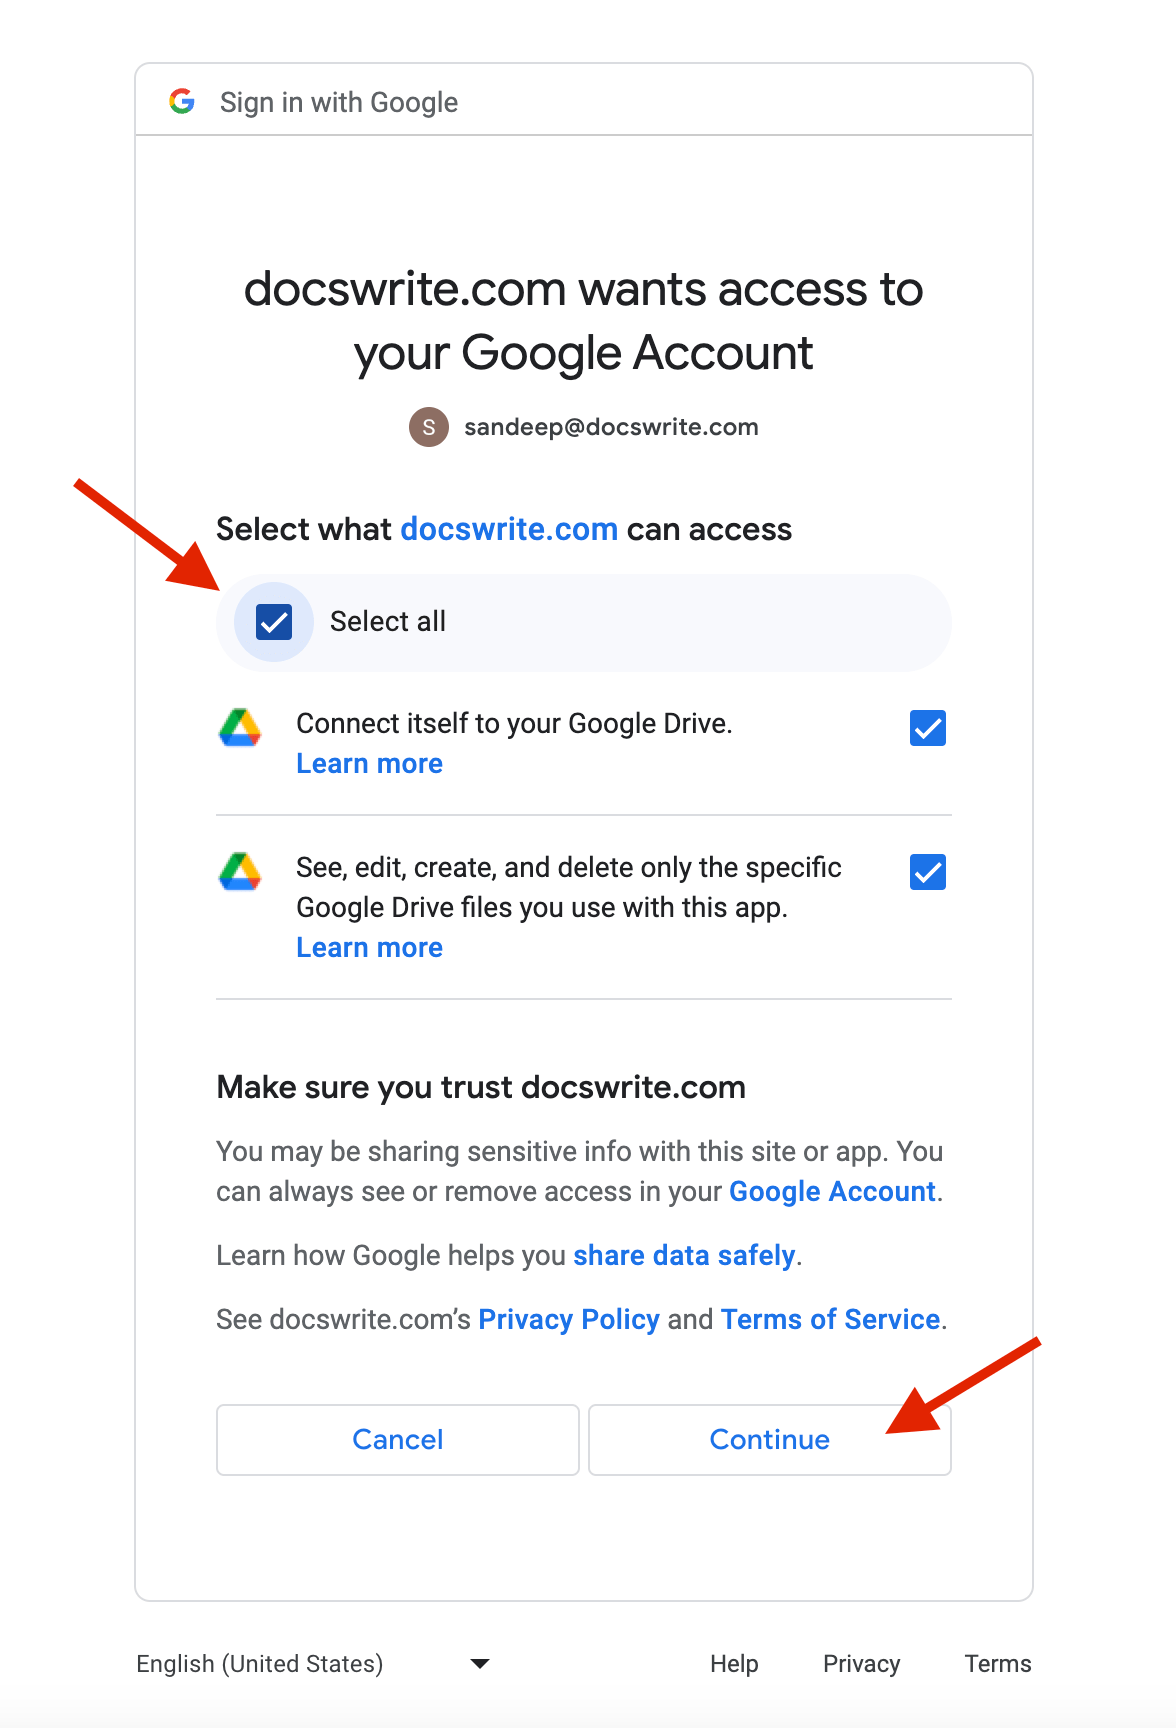 Sign in with Google
docswrite.com wants access to
your Google Account
S sandeep@docswrite.com
Select what docswrite.com can access
Select all
Connect itself to your Google Drive.
Learn more
See, edit, create, and delete only the specific
Google Drive files you use with this app.
Learn more
Make sure you trust docswrite.com
You may be sharing sensitive info with this site or app. You
can always see or remove access in your Google Account.
Learn how Google helps you share data safely.
See docswrite.com’s Privacy Policy and Terms of Service.
Cancel Continue
English (United States) Help Privacy Terms